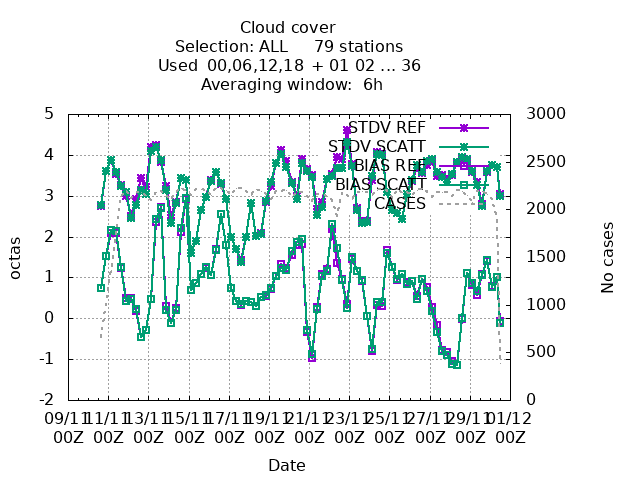 Cloud cover
Selection: ALL 79 stations
Used 00,06,12,18 + 01 02 ... 36
Averaging window: 6h
5 3000
STDV REF
STDV SCATT
4 2500
BIAS REF
BIAS SCATT
CASES
3 2000
2 1500
octas No cases
1 1000
0
-1 500
-2 0
09/11 11/11 13/11 15/11 17/11 19/11 21/11 23/11 25/11 27/11 29/11 01/12
00Z 00Z 00Z 00Z 00Z 00Z 00Z 00Z 00Z 00Z 00Z 00Z
Date